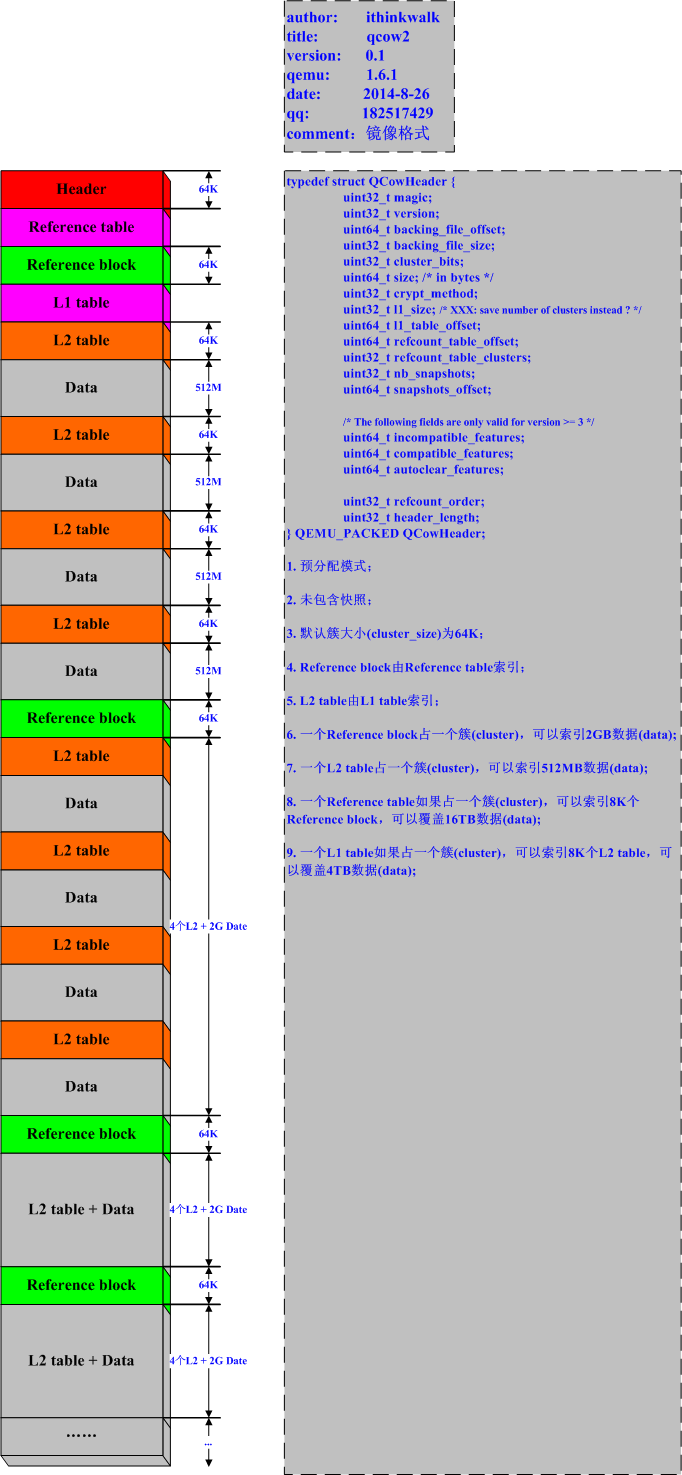 author: ithinkwalk
title: qcow2
version: 0.1
qemu: 1.6.1
date: 2014-8-26
qq: 182517429
comment：镜像格式
Header
64K
Reference table
Reference block
64K
L1 table
L2 table
64K
Data
512M
L2 table
64K
Data
512M
L2 table
64K
Data
512M
L2 table
64K
Data
512M
Reference block
64K
L2 table
Data
L2 table
Data
4个L2 + 2G Date
L2 table
Data
L2 table
Data
Reference block
64K
L2 table + Data
4个L2 + 2G Date
Reference block
64K
L2 table + Data
4个L2 + 2G Date
……
...
typedef struct QCowHeader {
uint32_t magic;
uint32_t version;
uint64_t backing_file_offset;
uint32_t backing_file_size;
uint32_t cluster_bits;
uint64_t size; /* in bytes */
uint32_t crypt_method;
uint32_t l1_size; /* XXX: save number of clusters instead ? */
uint64_t l1_table_offset;
uint64_t refcount_table_offset;
uint32_t refcount_table_clusters;
uint32_t nb_snapshots;
uint64_t snapshots_offset;
/* The following fields are only valid for version >= 3 */
uint64_t incompatible_features;
uint64_t compatible_features;
uint64_t autoclear_features;
uint32_t refcount_order;
uint32_t header_length;
} QEMU_PACKED QCowHeader;
1. 预分配模式；
2. 未包含快照；
3. 默认簇大小(cluster_size)为64K；
4. Reference block由Reference table索引；
5. L2 table由L1 table索引；
6. 一个Reference block占一个簇(cluster)，可以索引2GB数据(data)；
7. 一个L2 table占一个簇(cluster)，可以索引512MB数据(data)；
8. 一个Reference table如果占一个簇(cluster)，可以索引8K个
Reference block，可以覆盖16TB数据(data)；
9. 一个L1 table如果占一个簇(cluster)，可以索引8K个L2 table，可
以覆盖4TB数据(data)；